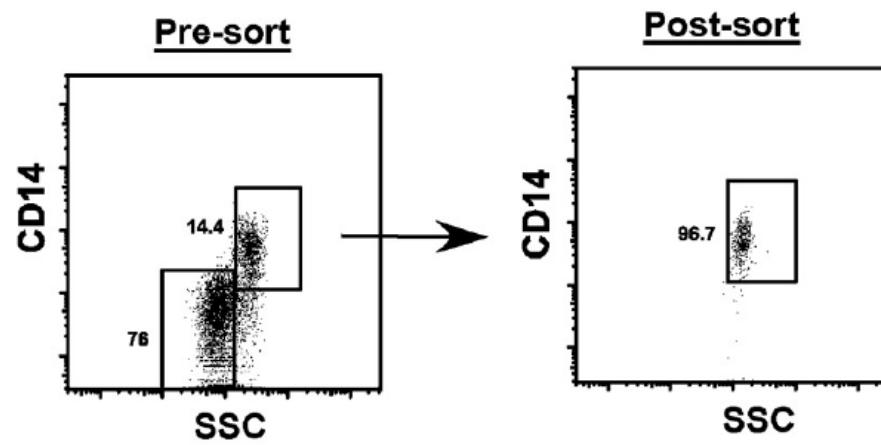 Pre-sort
Post-sort
CD14
14.4
76
SSC
CD14
96.7
SSC